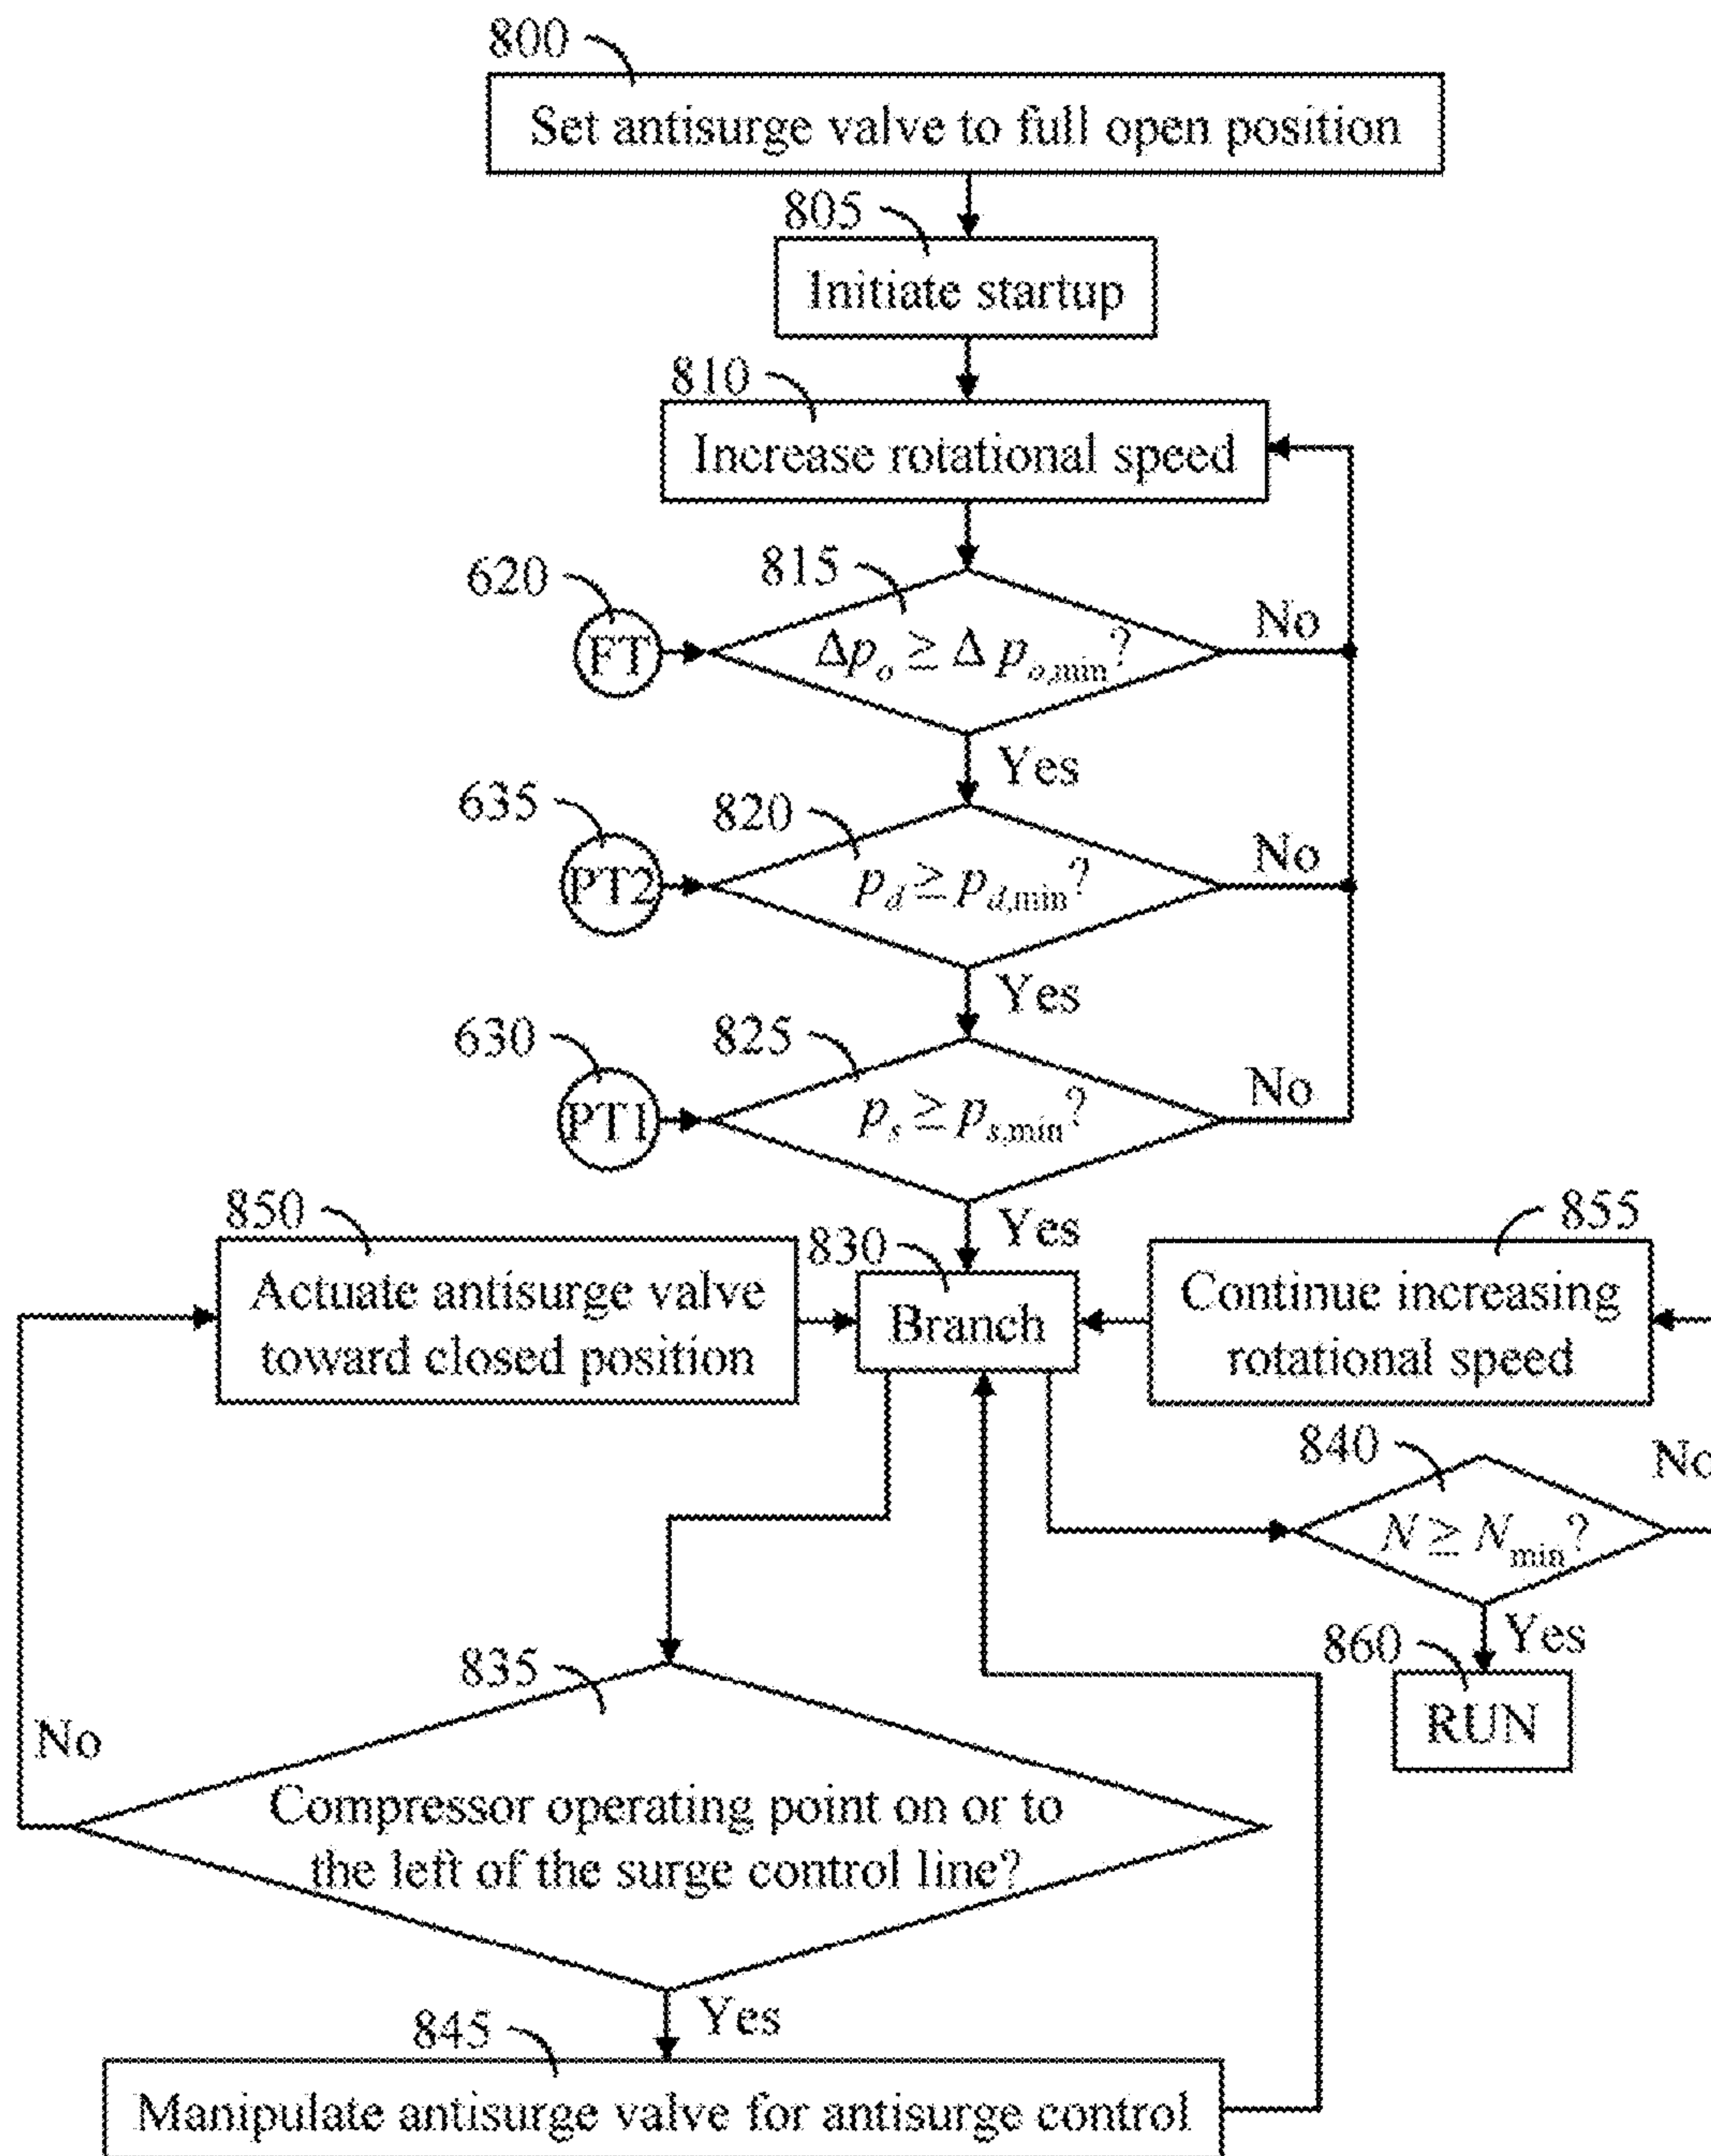 800
Set antisurge valve to full open position
805
Initiate startup
810
Increase rotational speed
620
815
FT
Δp_o ≥ Δ p_o,min?
No
Yes
635
820
PT2
p_d ≥ p_d,min?
No
Yes
630
825
PT1
p_s ≥ p_s,min?
No
Yes
850
830
855
Actuate antisurge valve
toward closed position
Branch
Continue increasing
rotational speed
840
No
N ≥ N_min?
Yes
860
RUN
835
No
Compressor operating point on or to
the left of the surge control line?
Yes
845
Manipulate antisurge valve for antisurge control